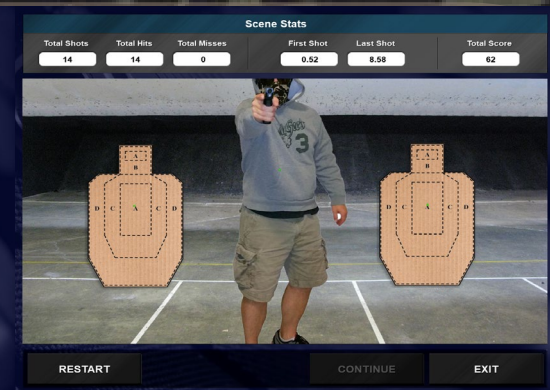 Scene Stats
Total Shots Total Hits Total Misses First Shot Last Shot Total Score
14 14 0 0.52 8.58 62
3
A
B
D C A C D
A
B
D C A C D
RESTART CONTINUE EXIT